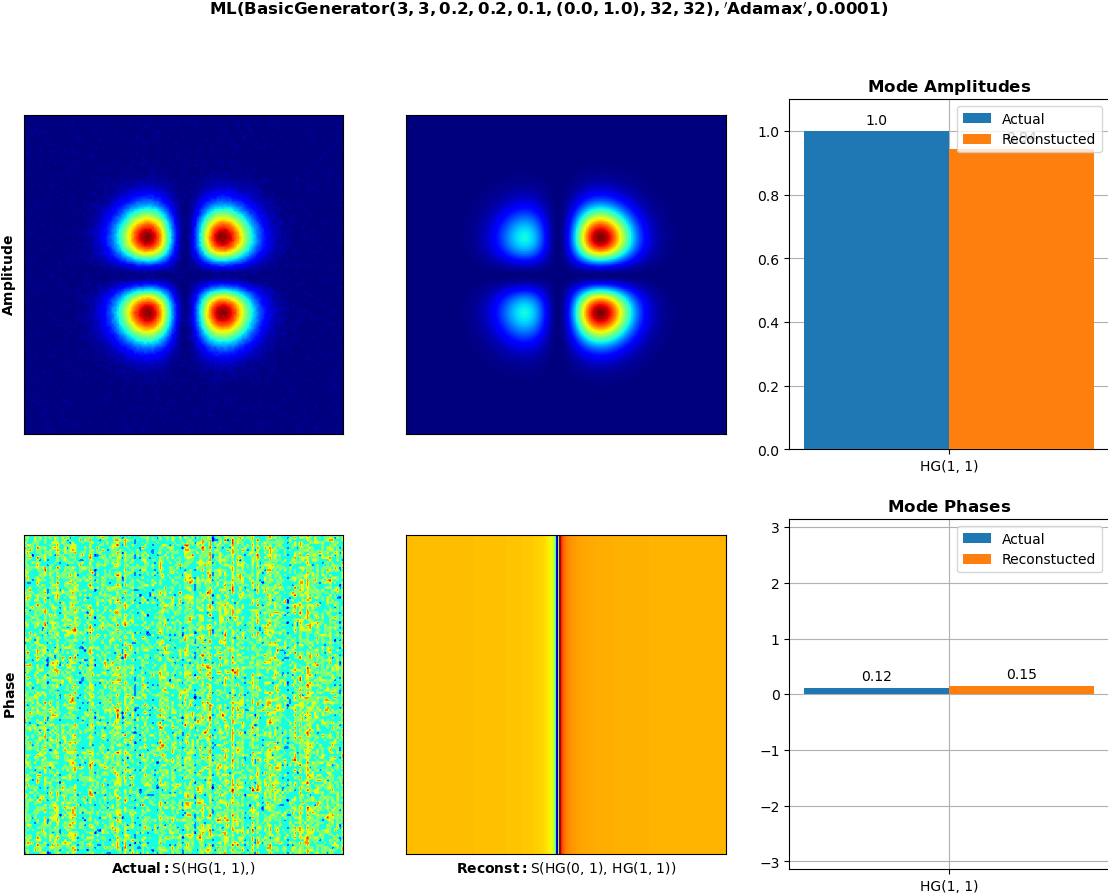 ML(BasicGenerator(3, 3, 0.2, 0.2, 0.1, (0.0, 1.0), 32, 32), ′Adamax′, 0.0001)
Amplitude
Mode Amplitudes
Actual
Reconstucted
1.0
1.0
0.8
0.6
0.4
0.2
0.0
HG(1, 1)
Phase
Actual: S(HG(1, 1),)
Reconst: S(HG(0, 1), HG(1, 1))
Mode Phases
Actual
Reconstucted
0.12
0.15
3
2
1
0
−1
−2
−3
HG(1, 1)